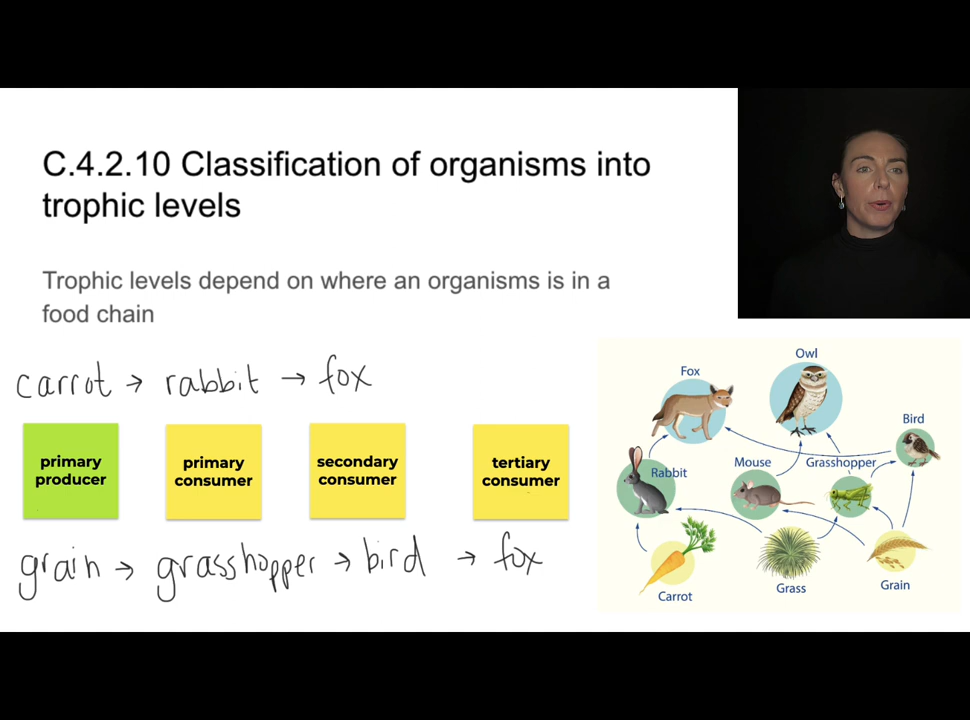 C.4.2.10 Classification of organisms into
trophic levels
Trophic levels depend on where an organisms is in a
food chain
carrot → rabbit → fox
primary
producer
primary
consumer
secondary
consumer
tertiary
consumer
grain → grasshopper → bird → fox
Owl
Fox
Bird
Rabbit
Mouse
Grasshopper
Carrot
Grass
Grain